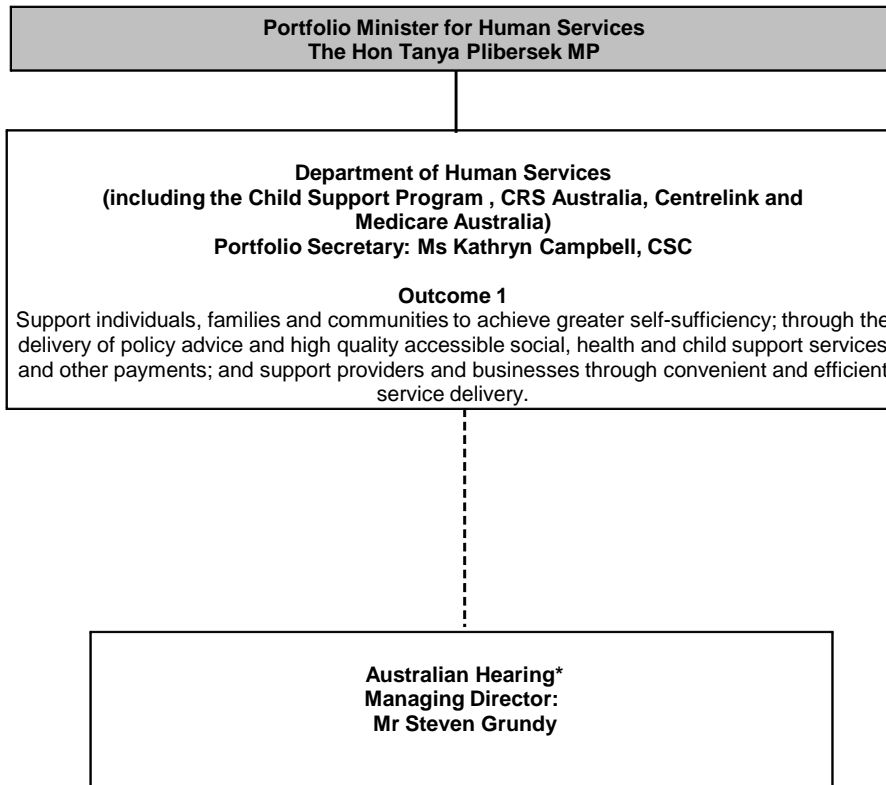 Portfolio Minister for Human Services
The Hon Tanya Plibersek MP
Department of Human Services
(including the Child Support Program , CRS Australia, Centrelink and
Medicare Australia)
Portfolio Secretary: Ms Kathryn Campbell, CSC
Outcome 1
Support individuals, families and communities to achieve greater self-sufficiency; through the
delivery of policy advice and high quality accessible social, health and child support services
and other payments; and support providers and businesses through convenient and efficient
service delivery.
Australian Hearing*
Managing Director:
Mr Steven Grundy